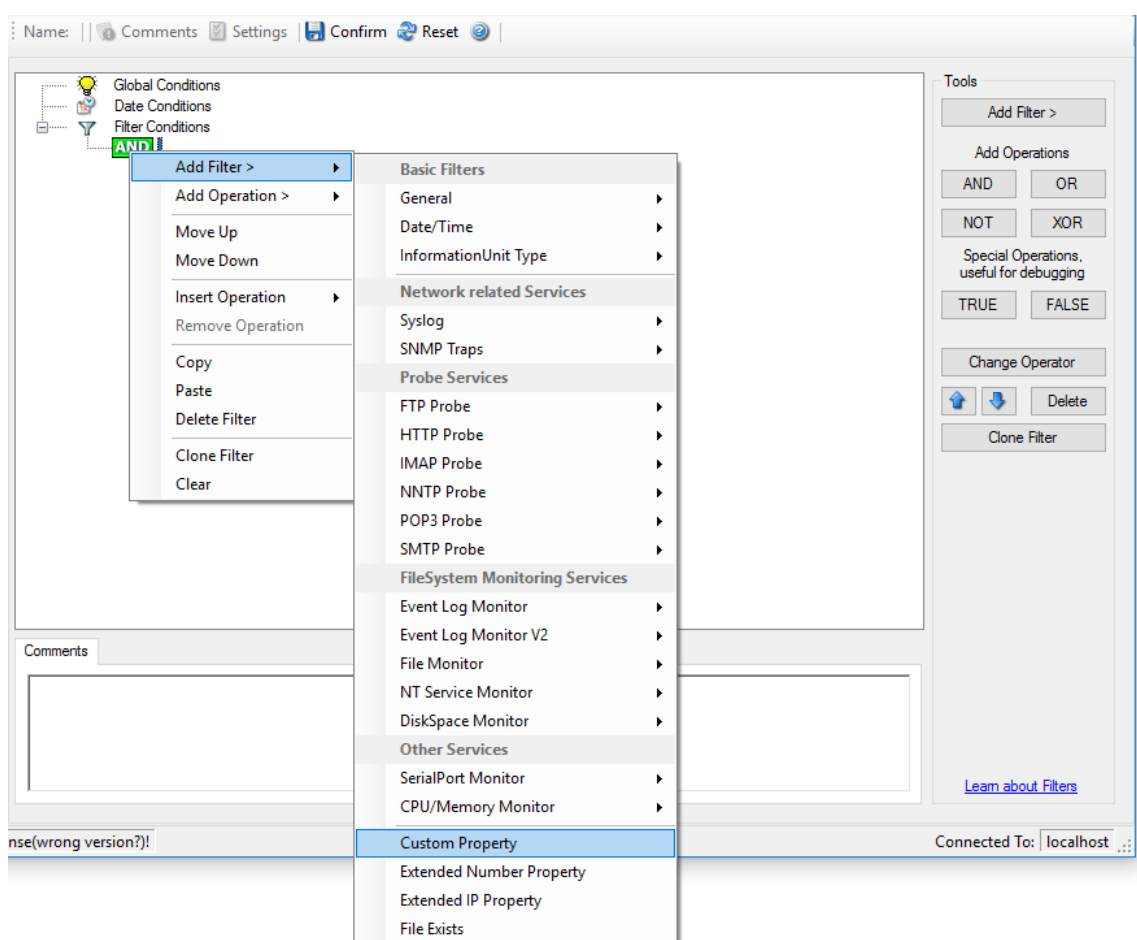 Name: Comments Settings Confirm Reset
Global Conditions
Date Conditions
Filter Conditions
AND
Add Filter >
Add Operation >
Move Up
Move Down
Insert Operation
Remove Operation
Copy
Paste
Delete Filter
Clone Filter
Clear
Basic Filters
General
Date/Time
InformationUnit Type
Network related Services
Syslog
SNMP Traps
Probe Services
FTP Probe
HTTP Probe
IMAP Probe
NNTP Probe
POP3 Probe
SMTP Probe
FileSystem Monitoring Services
Event Log Monitor
Event Log Monitor V2
File Monitor
NT Service Monitor
DiskSpace Monitor
Other Services
SerialPort Monitor
CPU/Memory Monitor
Custom Property
Extended Number Property
Extended IP Property
File Exists
Tools
Add Filter >
Add Operations
AND OR
NOT XOR
Special Operations,
useful for debugging
TRUE FALSE
Change Operator
Delete
Clone Filter
Learn about Filters
Comments
nse(wrong version?)!
Connected To: localhost